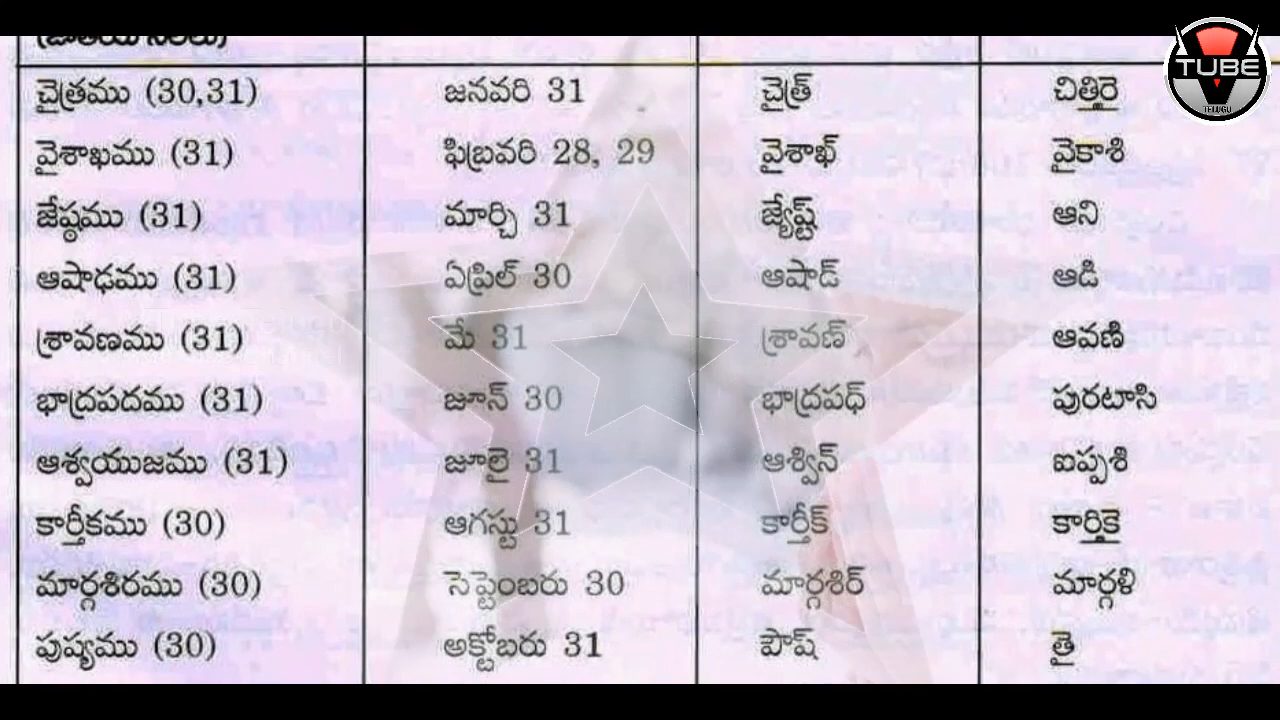 (జాతీయ నెలలు)
చైత్రము (30,31) జనవరి 31 చైత్ర్ చిత్తిరై
వైశాఖము (31) ఫిబ్రవరి 28, 29 వైశాఖ్ వైకాశి
జేష్ఠము (31) మార్చి 31 జ్యేష్ట్ ఆని
ఆషాఢము (31) ఏప్రిల్ 30 ఆషాడ్ ఆడి
శ్రావణము (31) మే 31 శ్రావణ్ ఆవణి
భాద్రపదము (31) జూన్ 30 భాద్రపధ్ పురటాసి
ఆశ్వయుజము (31) జూలై 31 ఆశ్విన్ ఐప్పశి
కార్తీకము (30) ఆగస్టు 31 కార్తీక్ కార్తికై
మార్గశిరము (30) సెప్టెంబరు 30 మార్గశిర్ మార్గళి
పుష్యము (30) అక్టోబరు 31 పౌష్ తై
TUBE
TELUGU